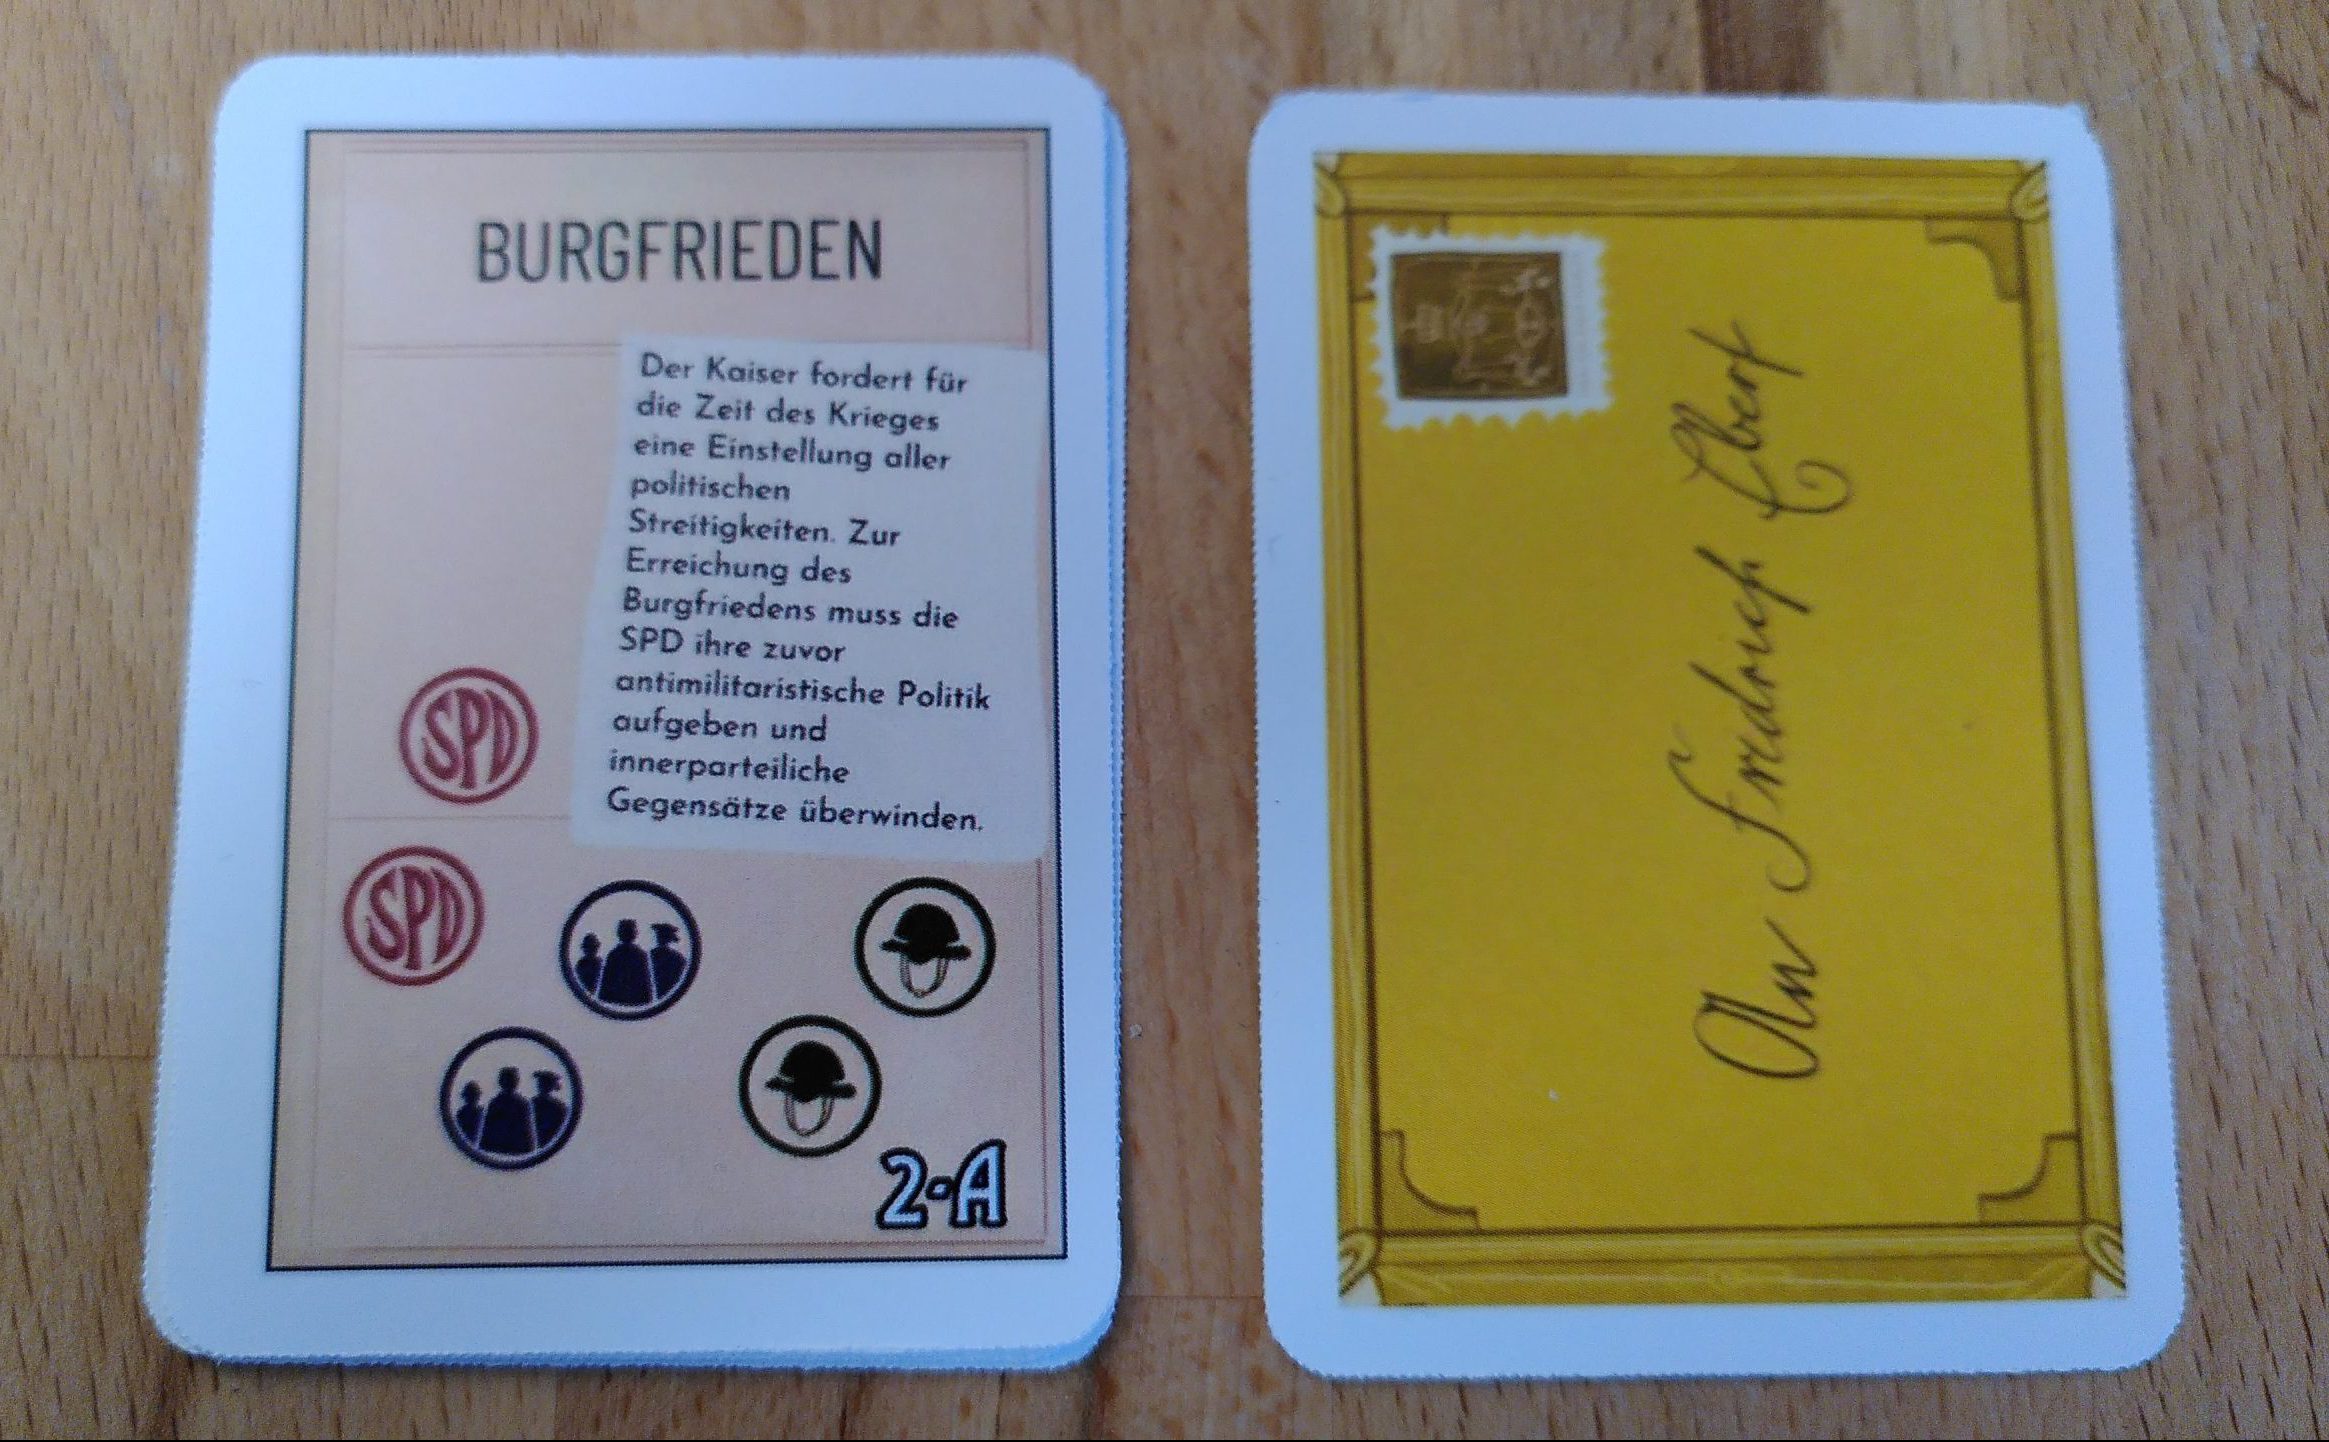 BURGFRIEDEN
Der Kaiser fordert für
die Zeit des Krieges
eine Einstellung aller
politischen
Streitigkeiten. Zur
Erreichung des
Burgfriedens muss die
SPD ihre zuvor
antimilitaristische Politik
aufgeben und
innerparteiliche
Gegensätze überwinden.
SPD
SPD
2-A
An Friedrich Ebert